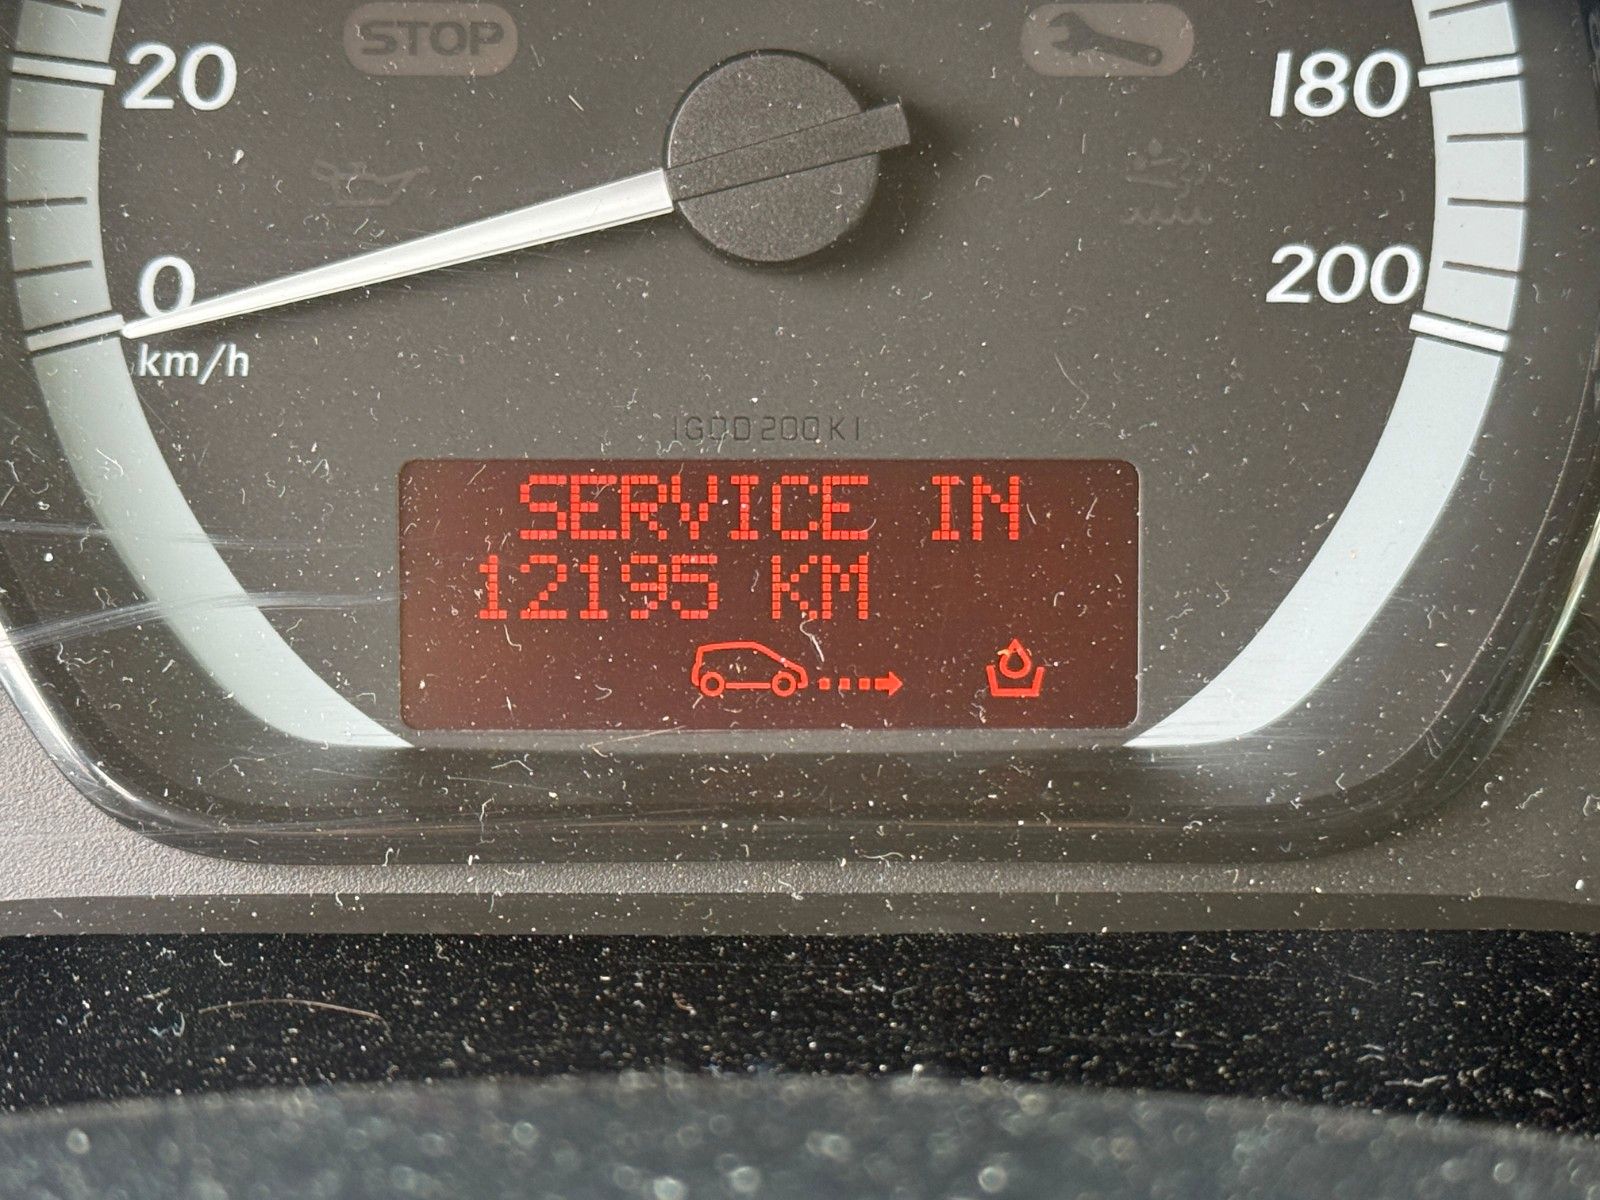 STOP
20
180
0
200
km/h
SERVICE IN
12195 KM